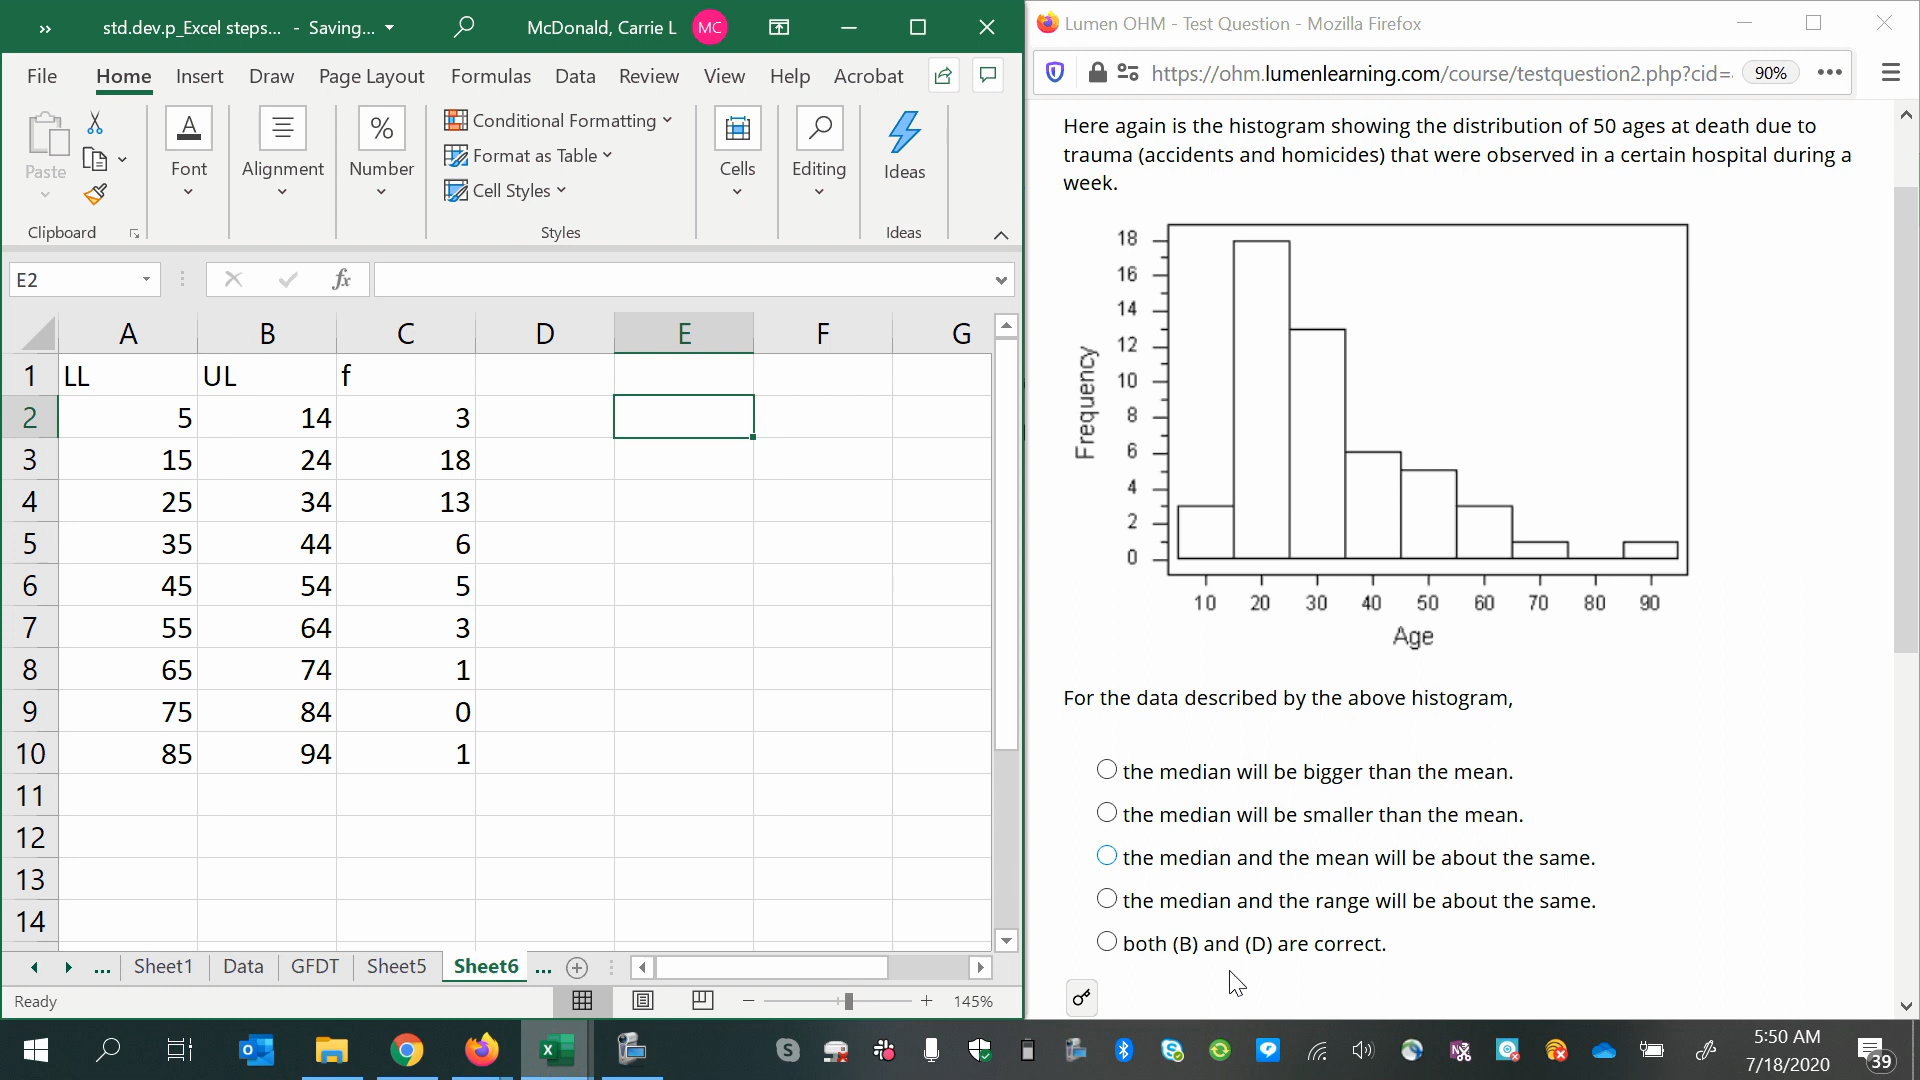 std.dev.p_Excel steps... - Saving...
McDonald, Carrie L MC
File Home Insert Draw Page Layout Formulas Data Review View Help Acrobat
Paste
Clipboard
Font
Alignment
%
Number
Conditional Formatting
Format as Table
Cell Styles
Styles
Cells
Editing
Ideas
Ideas
E2
fx
A B C D E F G
1 LL UL f
2 5 14 3
3 15 24 18
4 25 34 13
5 35 44 6
6 45 54 5
7 55 64 3
8 65 74 1
9 75 84 0
10 85 94 1
11
12
13
14
... Sheet1 Data GFDT Sheet5 Sheet6 ...
Ready
145%
Lumen OHM - Test Question - Mozilla Firefox
https://ohm.lumenlearning.com/course/testquestion2.php?cid=
90%
Here again is the histogram showing the distribution of 50 ages at death due to
trauma (accidents and homicides) that were observed in a certain hospital during a
week.
18
16
14
12
10
8
6
4
2
0
Frequency
10 20 30 40 50 60 70 80 90
Age
For the data described by the above histogram,
the median will be bigger than the mean.
the median will be smaller than the mean.
the median and the mean will be about the same.
the median and the range will be about the same.
both (B) and (D) are correct.
5:50 AM
7/18/2020
39